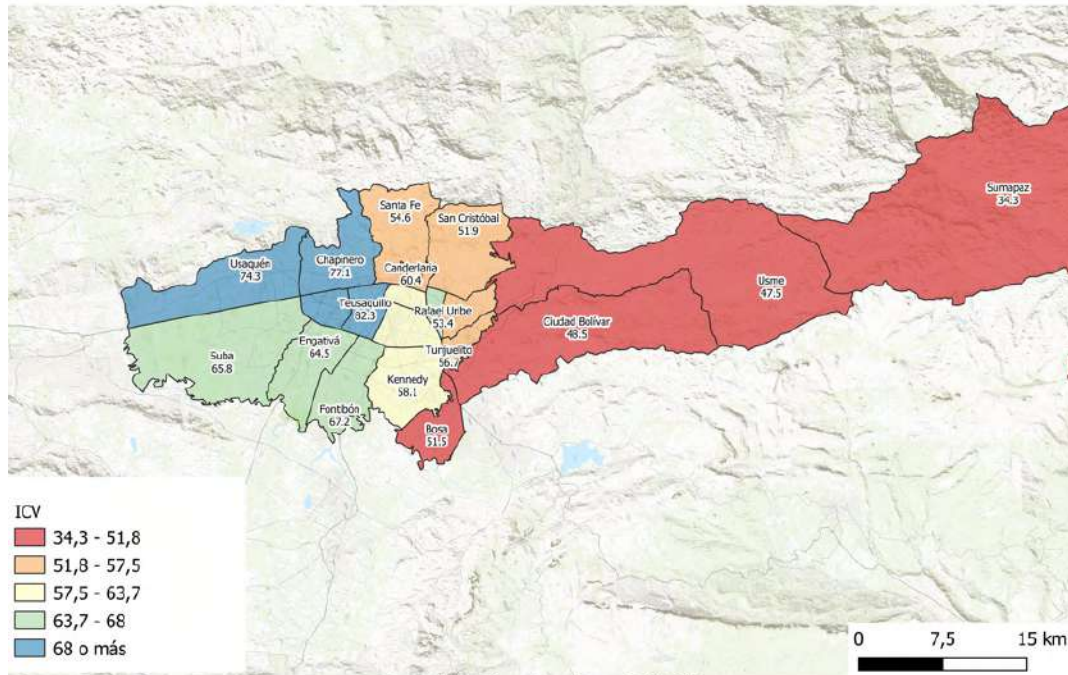 Sumapaz
34.3
Santa Fe
54.6
San Cristóbal
51.9
Usaquén
74.3
Chapinero
77.1
Canderlaria
60.4
Usme
47.5
Teusaquillo
82.3
Rafael Uribe
53.4
Ciudad Bolívar
48.5
Engativá
64.5
Suba
65.8
Tunjuelito
56.7
Kennedy
58.1
Fontibón
67.2
Bosa
51.5
ICV
34,3 - 51,8
51,8 - 57,5
57,5 - 63,7
63,7 - 68
68 o más
0 7,5 15 km